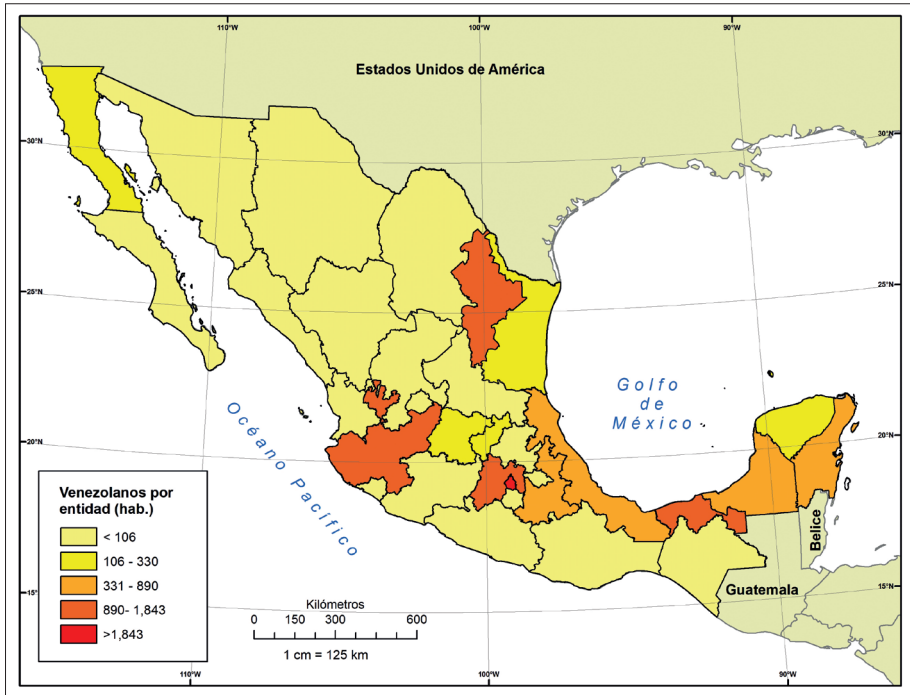 110°W
100°W
90°W
Estados Unidos de América
30°N
30°N
25°N
25°N
Golfo
de
México
Océano Pacífico
20°N
20°N
Venezolanos por
entidad (hab.)
< 106
106 - 330
331 - 890
890- 1,843
>1,843
Belice
Guatemala
15°
15°N
Kilómetros
0 150 300 600
1 cm = 125 km
110°W
100°W
90°W